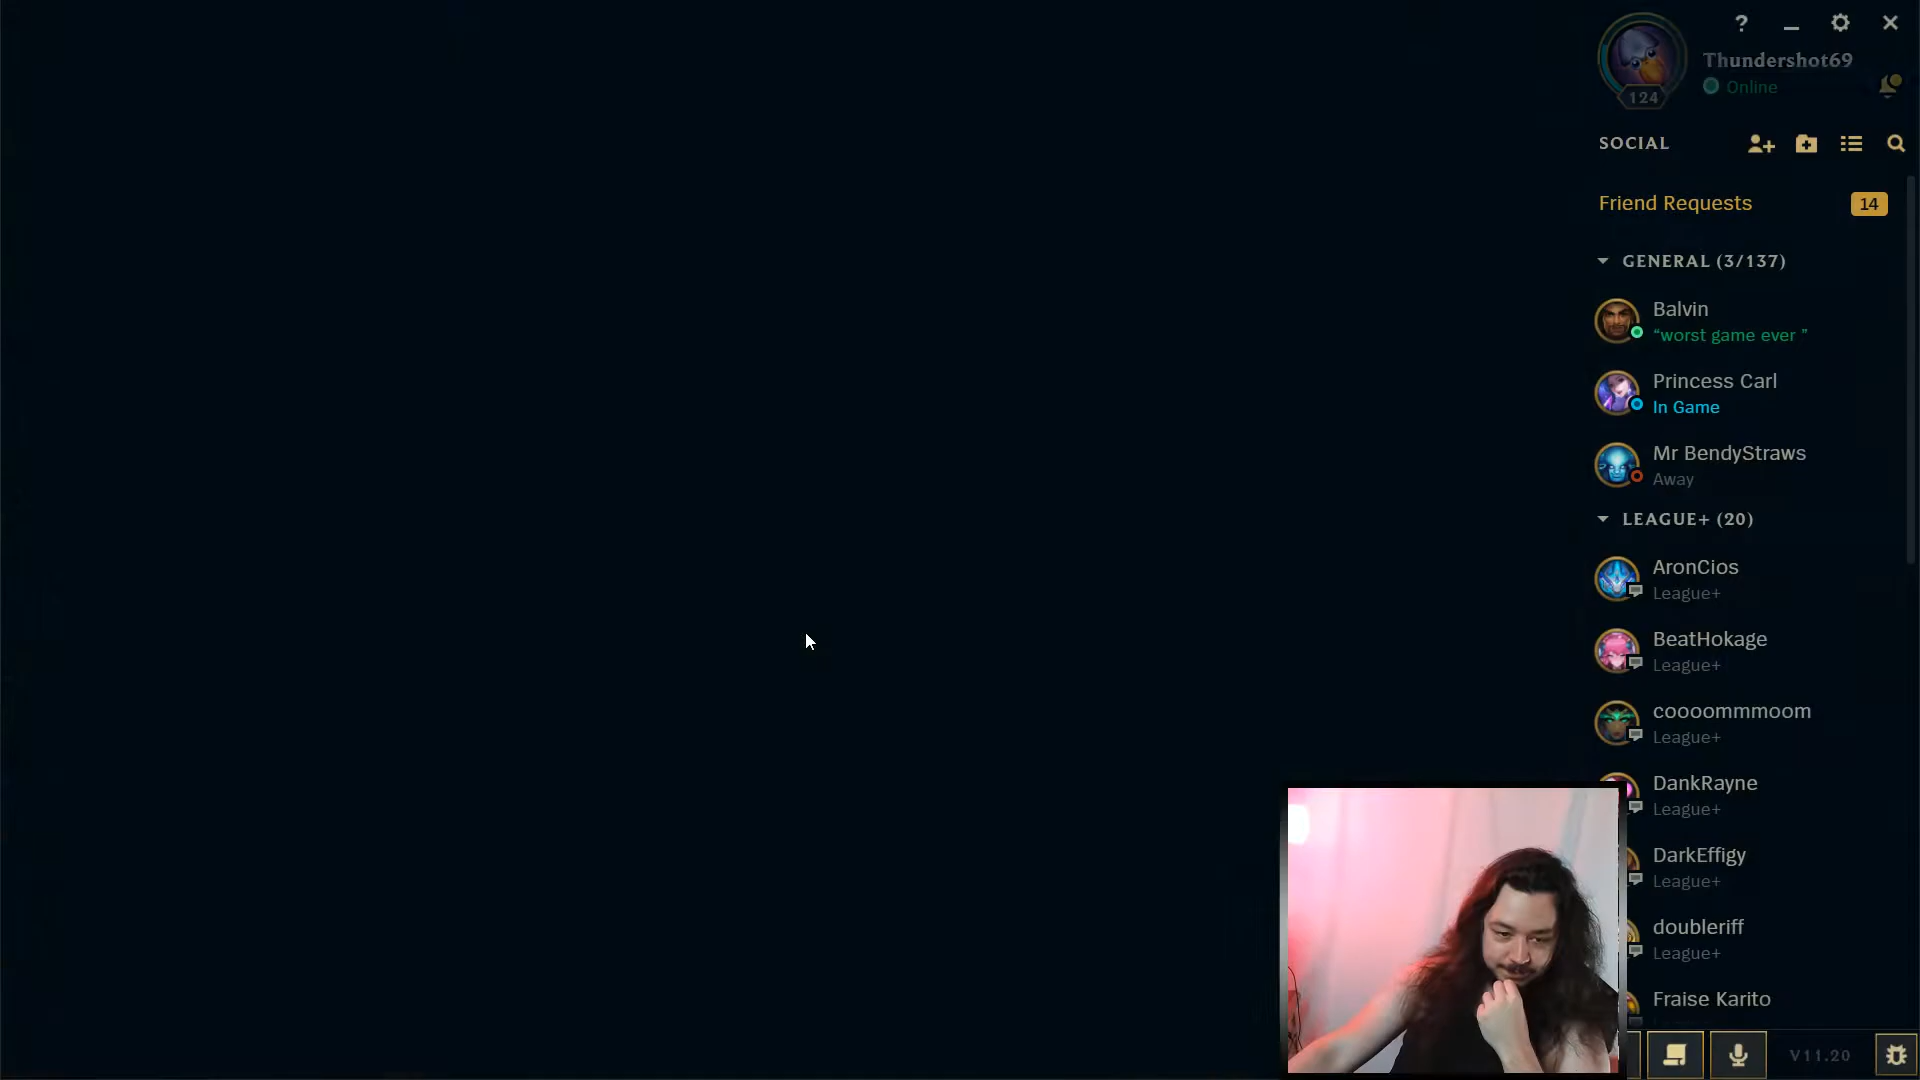 ?
Thundershot69
124
Online
SOCIAL
Friend Requests
14
GENERAL (3/137)
Balvin
“worst game ever ”
Princess Carl
In Game
Mr BendyStraws
Away
LEAGUE+ (20)
AronCios
League+
BeatHokage
League+
coooommmoom
League+
DankRayne
League+
DarkEffigy
League+
doubleriff
League+
Fraise Karito
V11.20